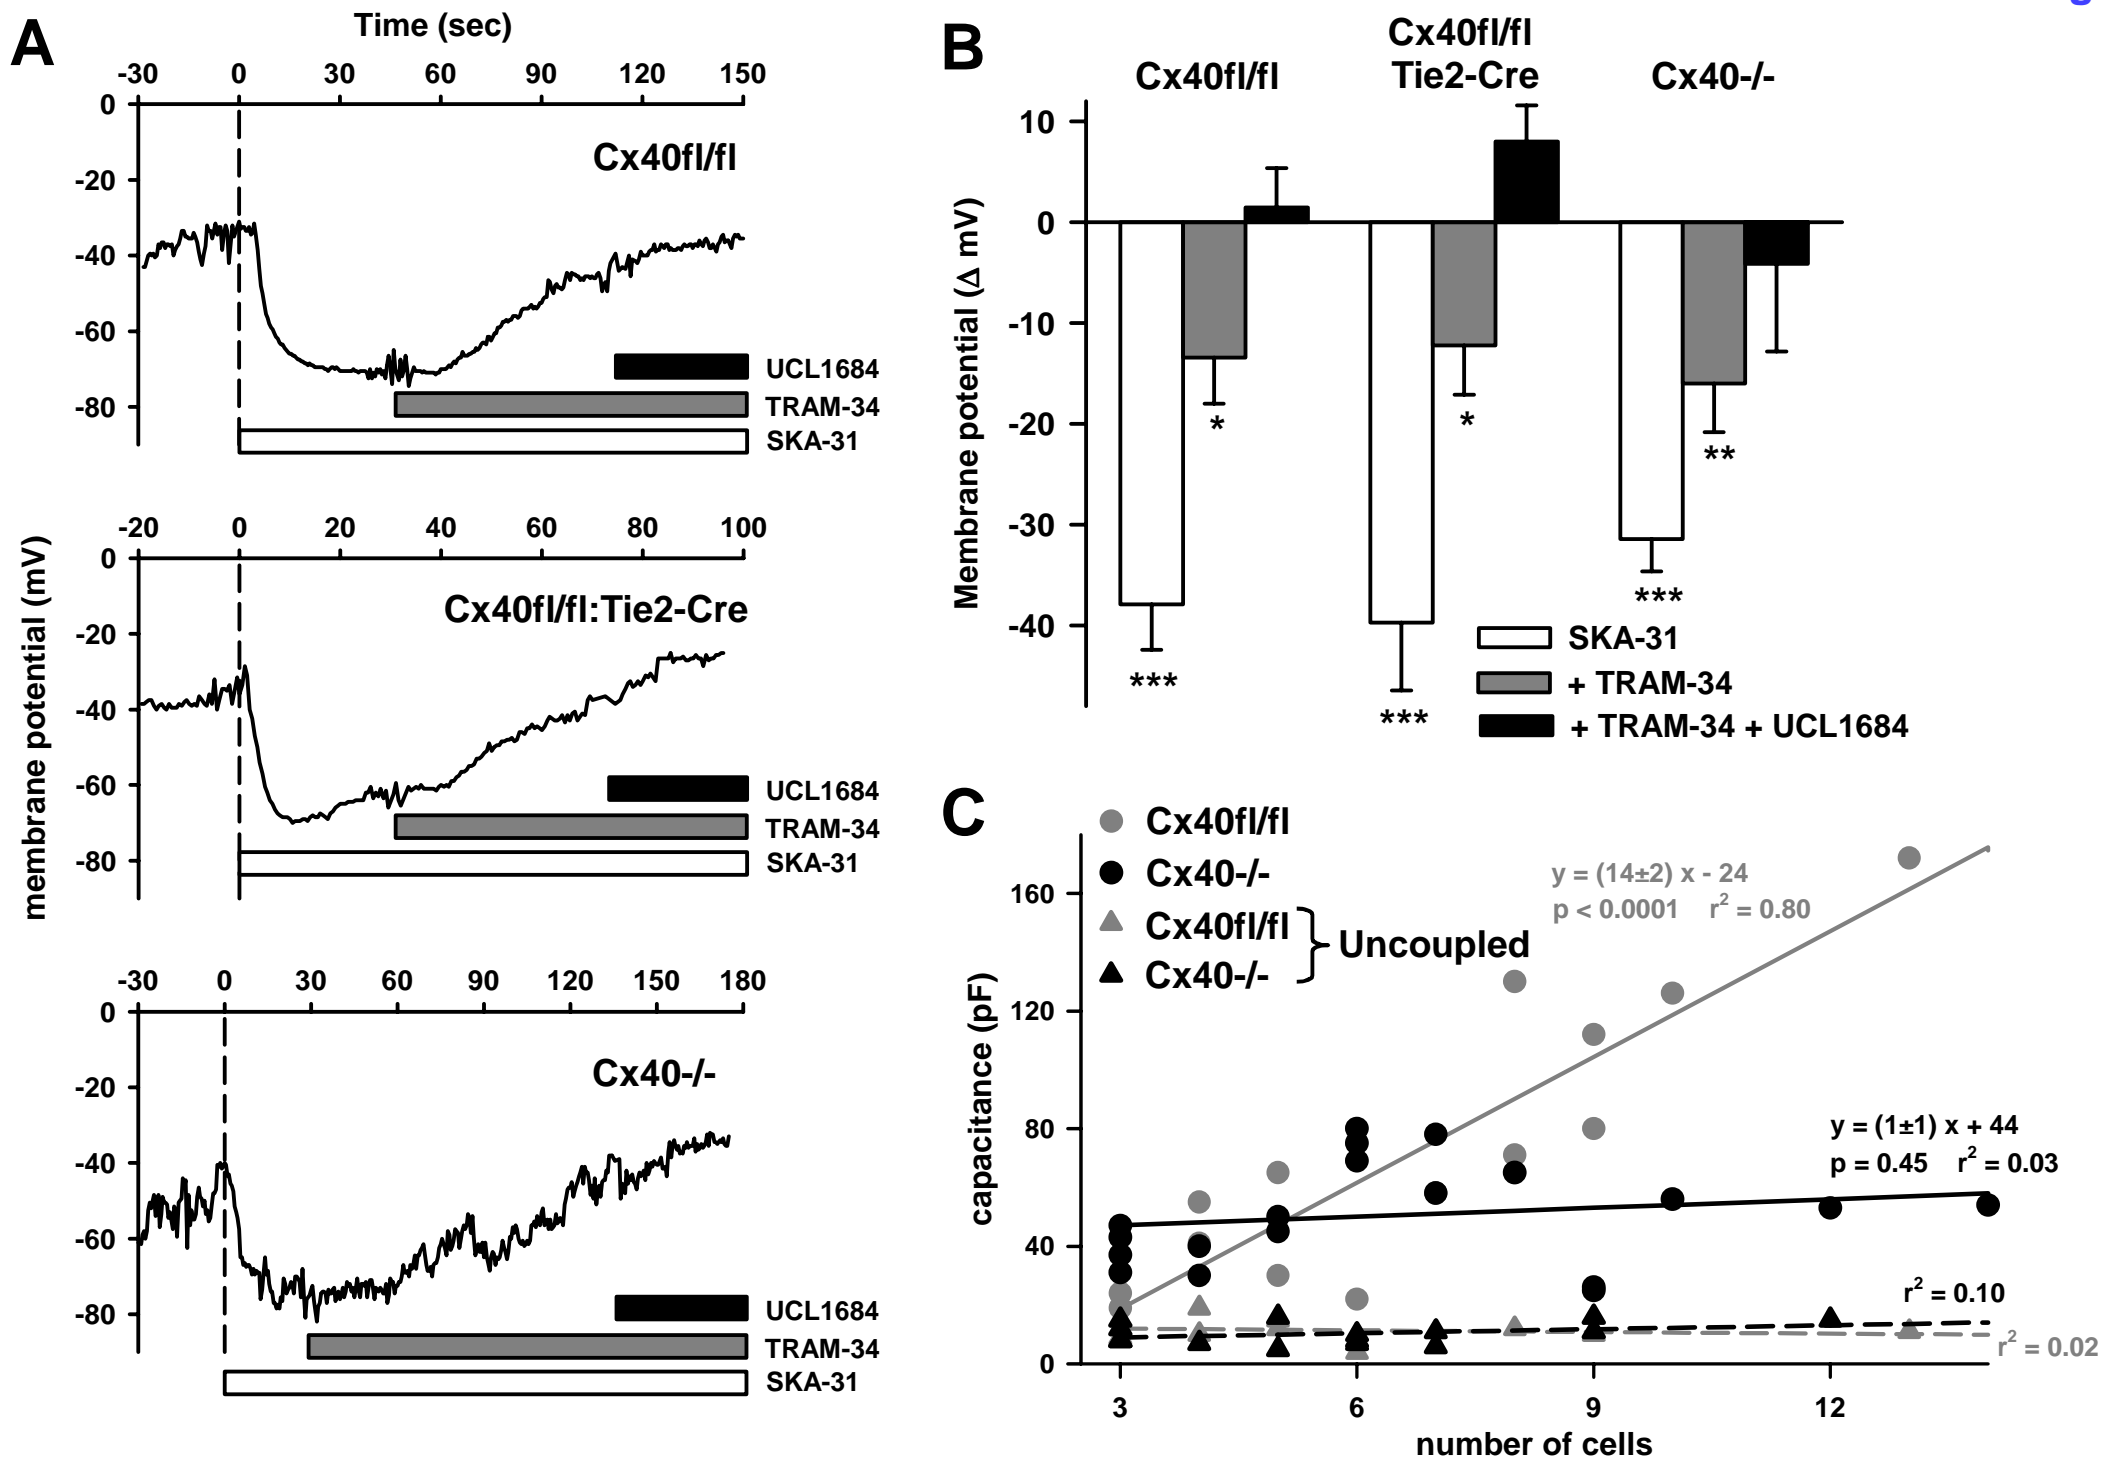 A
Time (sec)
-30 0 30 60 90 120 150
0
-20
-40
-60
-80
Cx40fl/fl
UCL1684
TRAM-34
SKA-31
membrane potential (mV)
-20 0 20 40 60 80 100
0
-20
-40
-60
-80
Cx40fl/fl:Tie2-Cre
UCL1684
TRAM-34
SKA-31
-30 0 30 60 90 120 150 180
0
-20
-40
-60
-80
Cx40-/-
UCL1684
TRAM-34
SKA-31
B
Cx40fl/fl
Cx40fl/fl
Tie2-Cre
Cx40-/-
Membrane potential (Δ mV)
10
0
-10
-20
-30
-40
***
*
***
*
***
**
SKA-31
+ TRAM-34
+ TRAM-34 + UCL1684
C
Cx40fl/fl
Cx40-/-
Cx40fl/fl
Cx40-/-
Uncoupled
capacitance (pF)
160
120
80
40
0
y = (14±2) x - 24
p < 0.0001 r² = 0.80
y = (1±1) x + 44
p = 0.45 r² = 0.03
r² = 0.10
r² = 0.02
3 6 9 12
number of cells